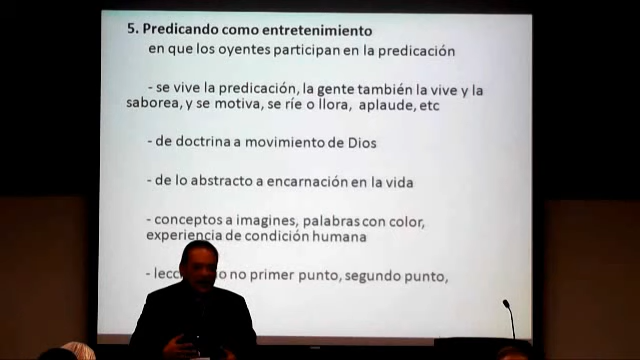 5. Predicando como entretenimiento
en que los oyentes participan en la predicación
- se vive la predicación, la gente también la vive y la
saborea, y se motiva, se ríe o llora, aplaude, etc
- de doctrina a movimiento de Dios
- de lo abstracto a encarnación en la vida
- conceptos a imagines, palabras con color,
experiencia de condición humana
- no primer punto, segundo punto,